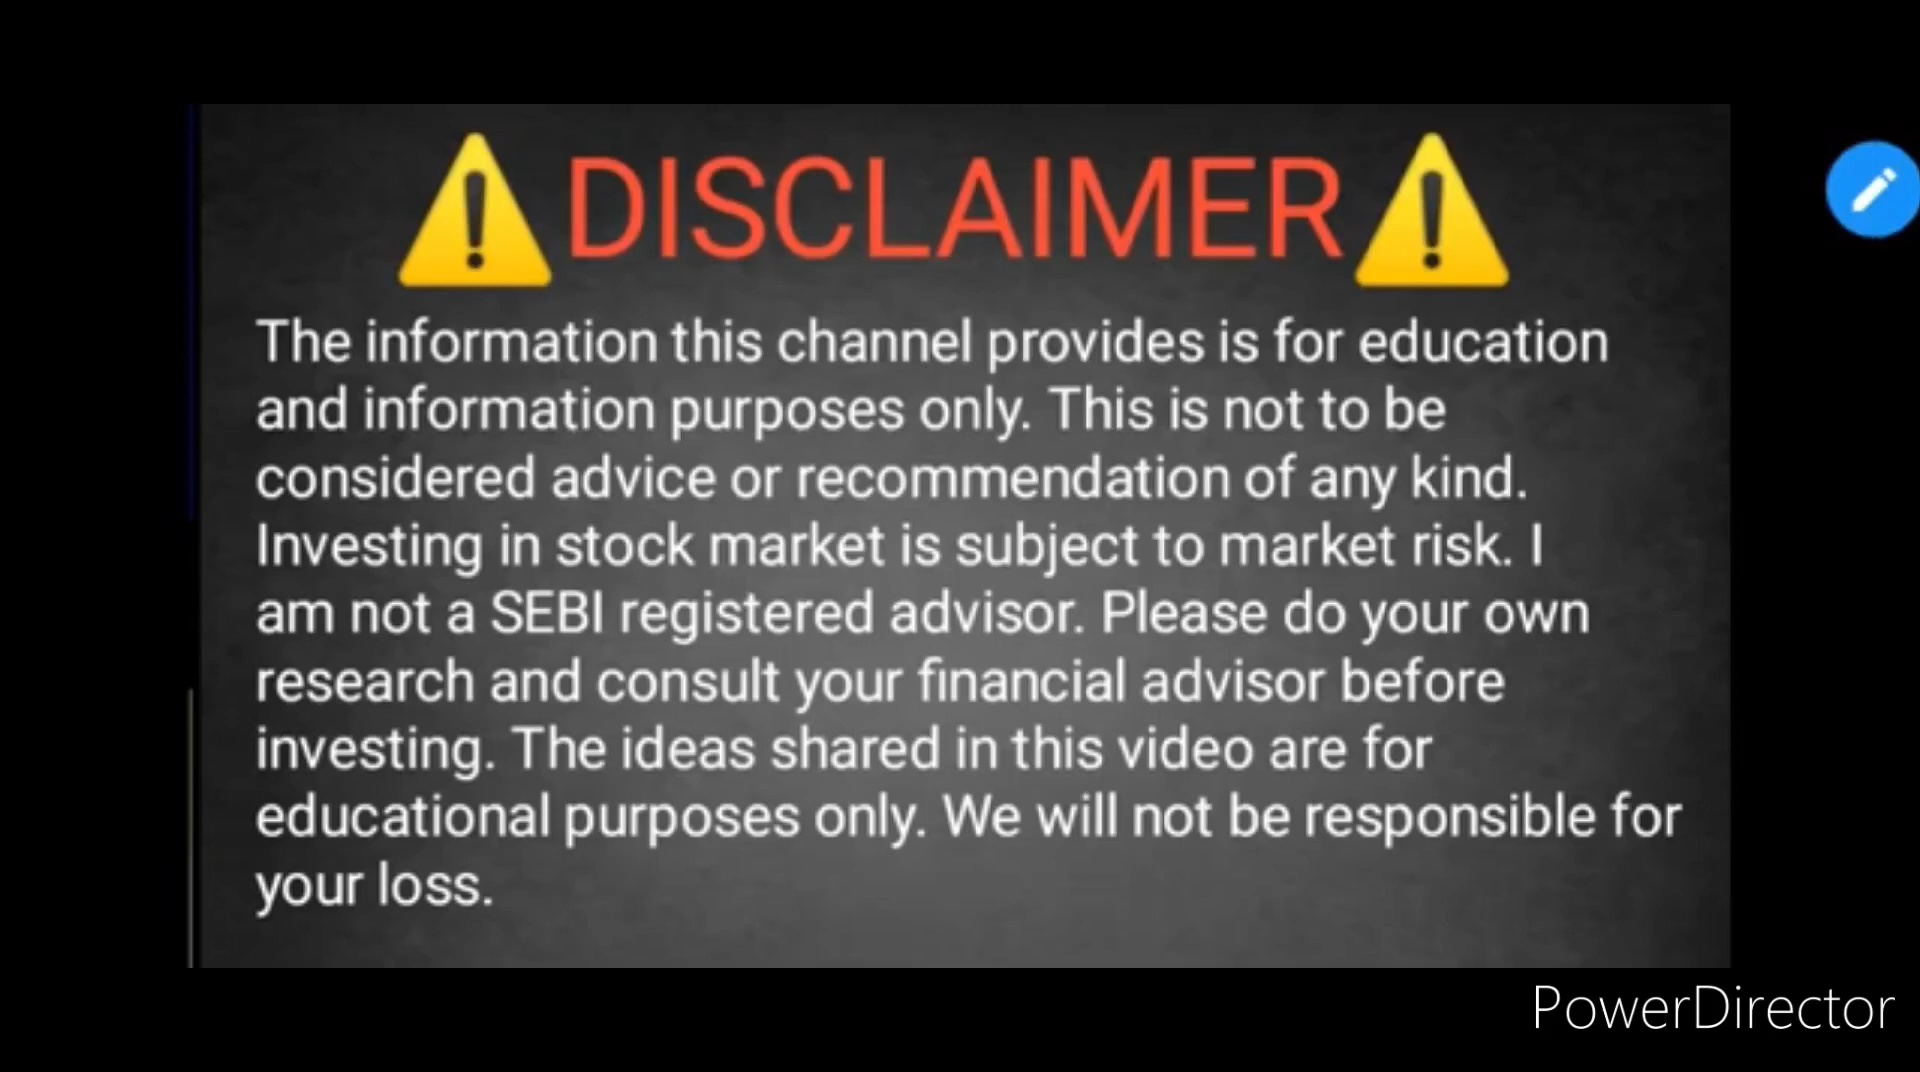 ⚠DISCLAIMER⚠
The information this channel provides is for education
and information purposes only. This is not to be
considered advice or recommendation of any kind.
Investing in stock market is subject to market risk. I
am not a SEBI registered advisor. Please do your own
research and consult your financial advisor before
investing. The ideas shared in this video are for
educational purposes only. We will not be responsible for
your loss.
PowerDirector